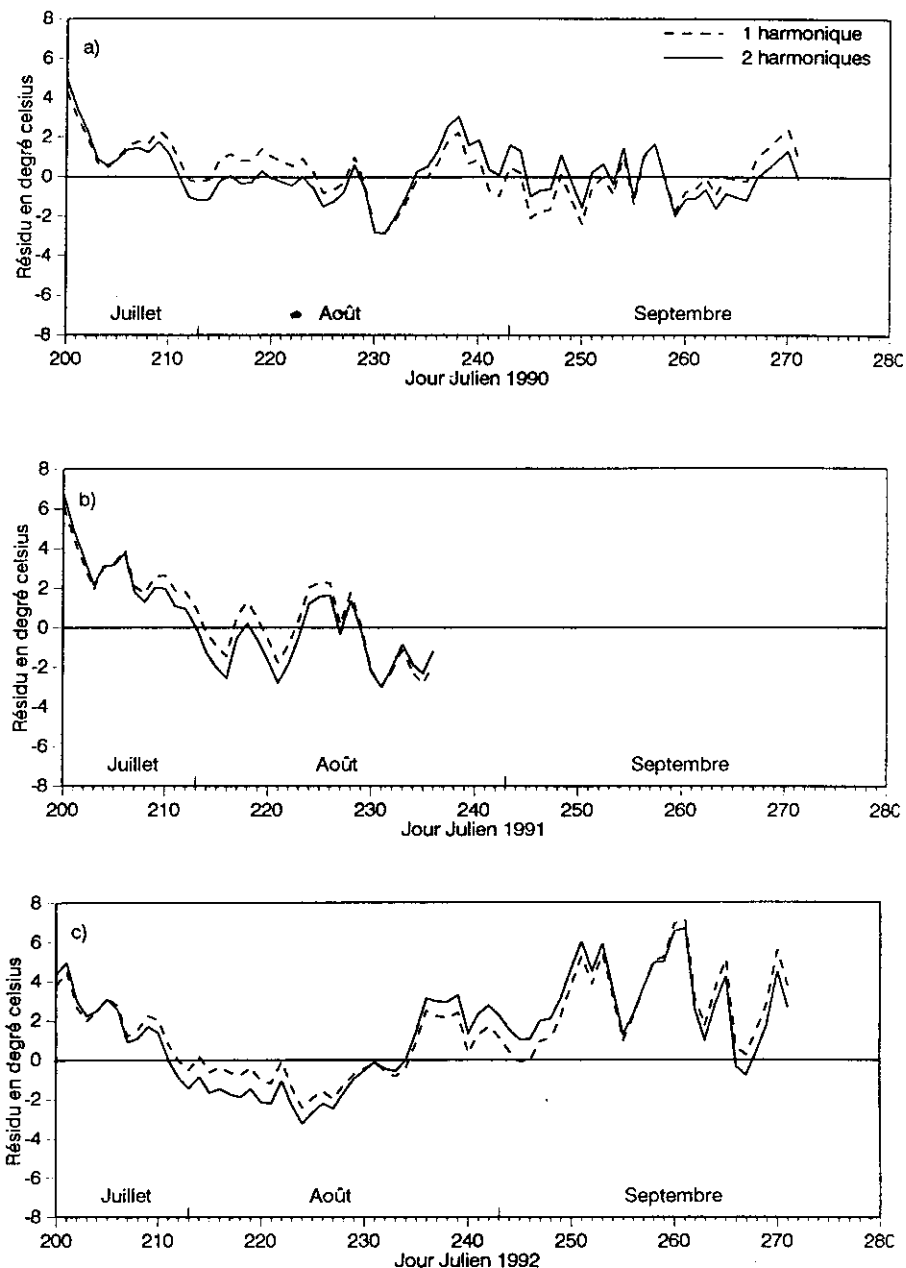 a)
1 harmonique
2 harmoniques
Résidu en degré celsius
8
6
4
2
0
-2
-4
-6
-8
Juillet
Août
Septembre
200 210 220 230 240 250 260 270 280
Jour Julien 1990
b)
Résidu en degré celsius
8
6
4
2
0
-2
-4
-6
-8
Juillet
Août
Septembre
200 210 220 230 240 250 260 270 280
Jour Julien 1991
c)
Résidu en degré celsius
8
6
4
2
0
-2
-4
-6
-8
Juillet
Août
Septembre
200 210 220 230 240 250 260 270 280
Jour Julien 1992